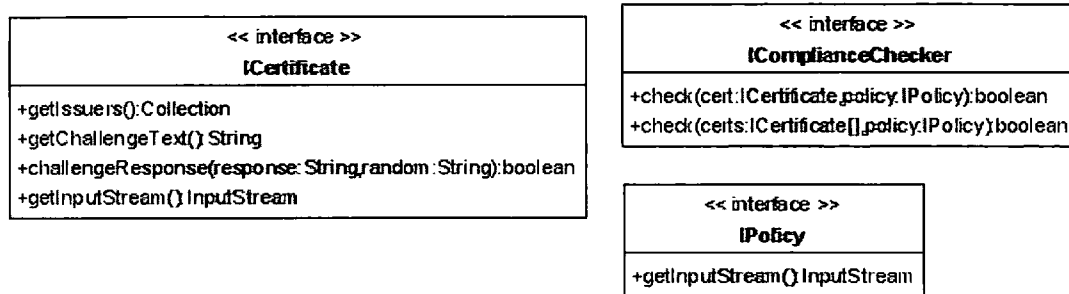 << interface >>
ICertificate
+getIssuers():Collection
+getChallengeText():String
+challengeResponse(response:String,random:String):boolean
+getInputStream():InputStream
<< interface >>
IComplianceChecker
+check(cert:ICertificate,policy:IPolicy):boolean
+check(certs:ICertificate[],policy:IPolicy):boolean
<< interface >>
IPolicy
+getInputStream():InputStream